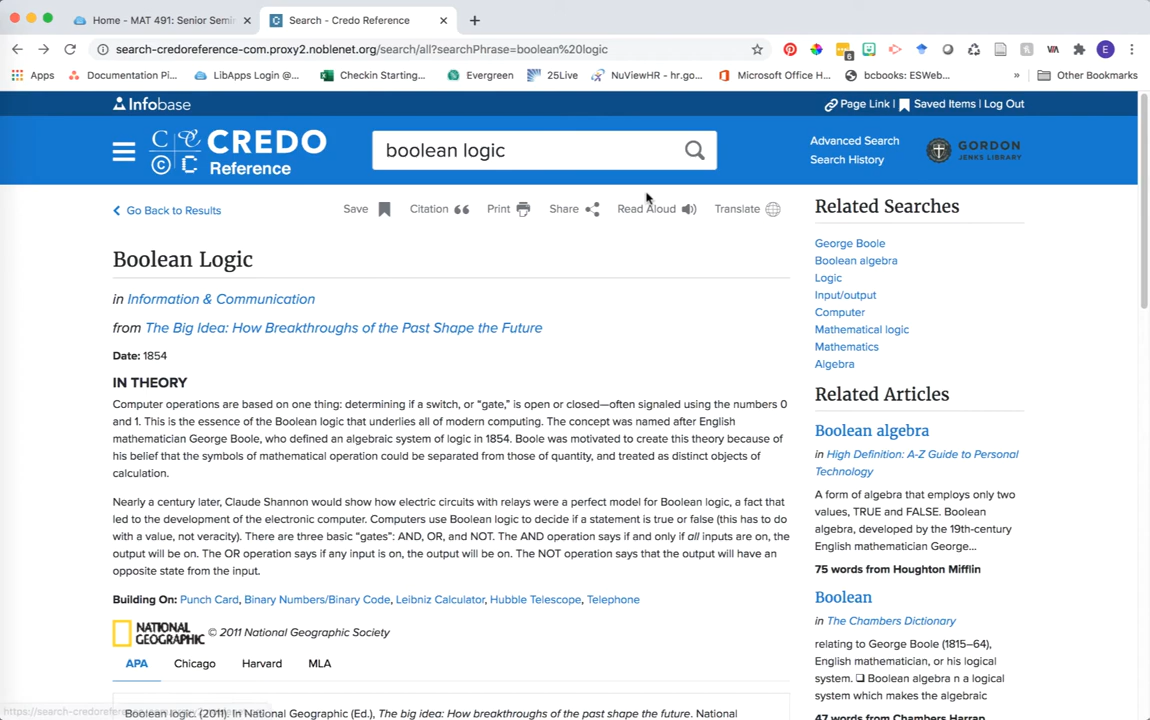 Home - MAT 491: Senior Semin
Search - Credo Reference
search-credoreference-com.proxy2.noblenet.org/search/all?searchPhrase=boolean%20logic
6
VIA
E
Apps
Documentation Pi...
LibApps Login @...
Checkin Starting...
Evergreen
25Live
NuViewHR - hr.go...
Microsoft Office H...
bcbooks: ESWeb...
»
Other Bookmarks
Infobase
Page Link | Saved Items | Log Out
CREDO
Reference
boolean logic
Advanced Search
Search History
GORDON
JENKS LIBRARY
Go Back to Results
Save
Citation
Print
Share
Read Aloud
Translate
Boolean Logic
in Information & Communication
from The Big Idea: How Breakthroughs of the Past Shape the Future
Date: 1854
IN THEORY
Computer operations are based on one thing: determining if a switch, or “gate,” is open or closed—often signaled using the numbers 0
and 1. This is the essence of the Boolean logic that underlies all of modern computing. The concept was named after English
mathematician George Boole, who defined an algebraic system of logic in 1854. Boole was motivated to create this theory because of
his belief that the symbols of mathematical operation could be separated from those of quantity, and treated as distinct objects of
calculation.
Nearly a century later, Claude Shannon would show how electric circuits with relays were a perfect model for Boolean logic, a fact that
led to the development of the electronic computer. Computers use Boolean logic to decide if a statement is true or false (this has to do
with a value, not veracity). There are three basic “gates”: AND, OR, and NOT. The AND operation says if and only if all inputs are on, the
output will be on. The OR operation says if any input is on, the output will be on. The NOT operation says that the output will have an
opposite state from the input.
Building On: Punch Card, Binary Numbers/Binary Code, Leibniz Calculator, Hubble Telescope, Telephone
NATIONAL
GEOGRAPHIC
© 2011 National Geographic Society
APA
Chicago
Harvard
MLA
Boolean logic. (2011). In National Geographic (Ed.), The big idea: How breakthroughs of the past shape the future. National
Related Searches
George Boole
Boolean algebra
Logic
Input/output
Computer
Mathematical logic
Mathematics
Algebra
Related Articles
Boolean algebra
in High Definition: A-Z Guide to Personal
Technology
A form of algebra that employs only two
values, TRUE and FALSE. Boolean
algebra, developed by the 19th-century
English mathematician George...
75 words from Houghton Mifflin
Boolean
in The Chambers Dictionary
relating to George Boole (1815–64),
English mathematician, or his logical
system. ❑ Boolean algebra n a logical
system which makes the algebraic
47 words from Chambers Harrap